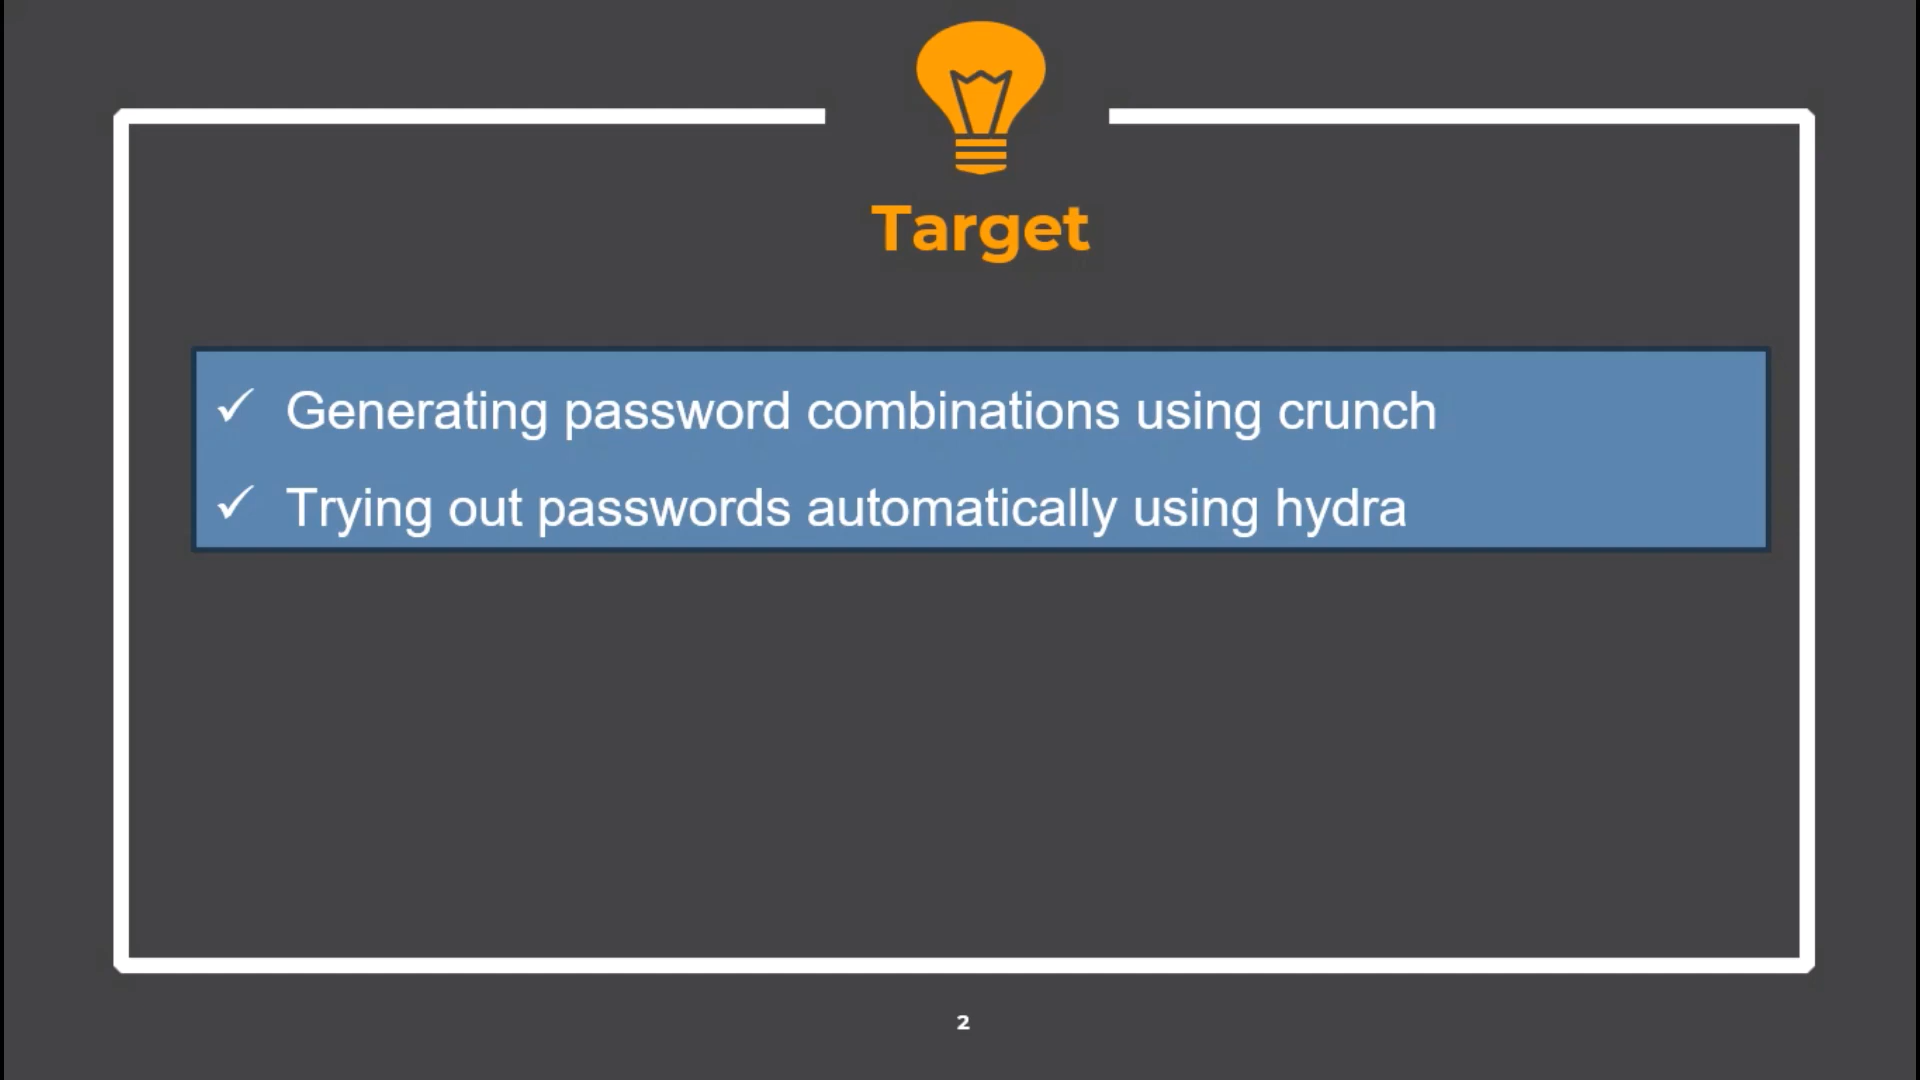 Target
✓ Generating password combinations using crunch
✓ Trying out passwords automatically using hydra
2